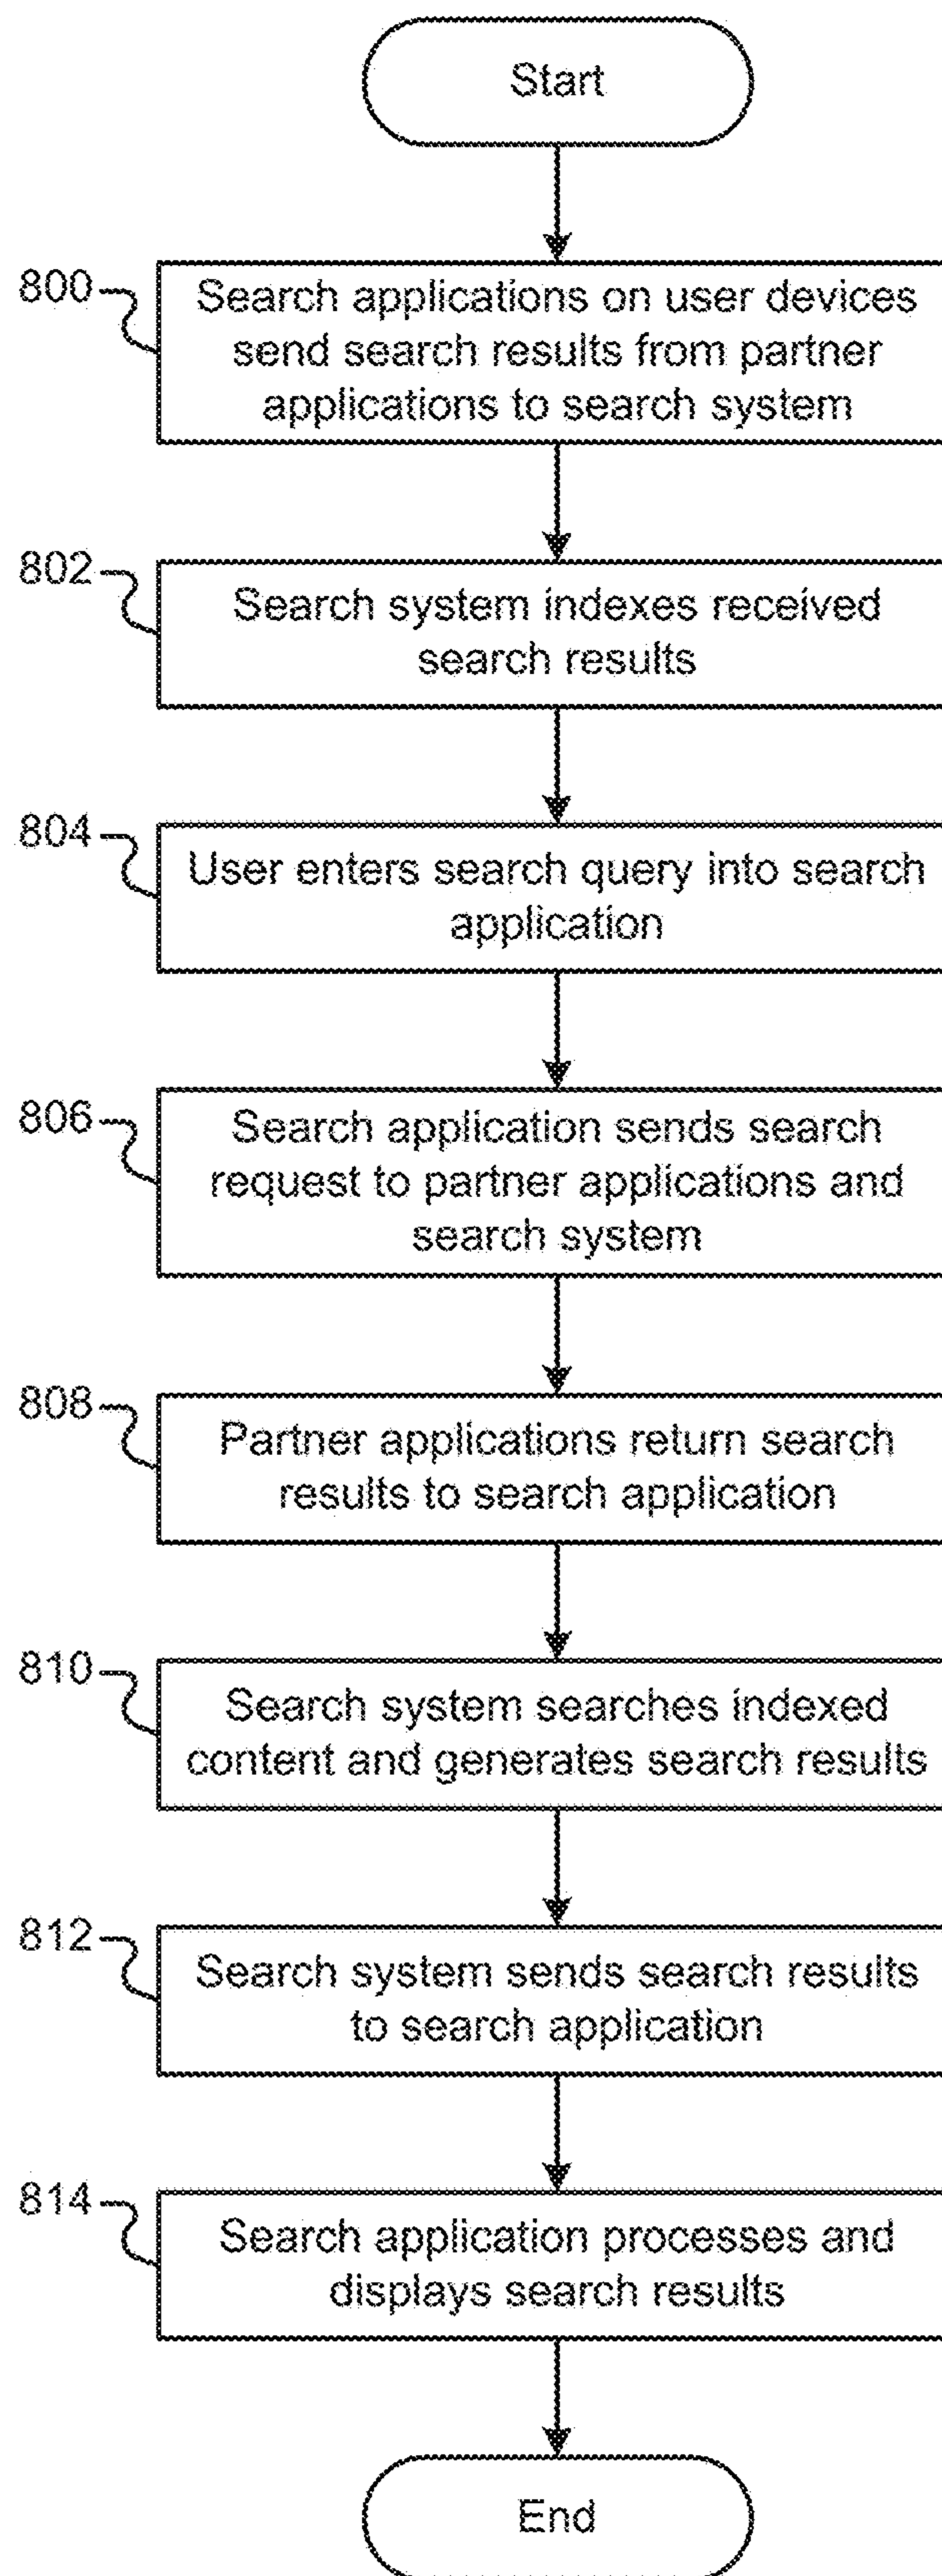 Start
800
Search applications on user devices
send search results from partner
applications to search system
802
Search system indexes received
search results
804
User enters search query into search
application
806
Search application sends search
request to partner applications and
search system
808
Partner applications return search
results to search application
810
Search system searches indexed
content and generates search results
812
Search system sends search results
to search application
814
Search application processes and
displays search results
End